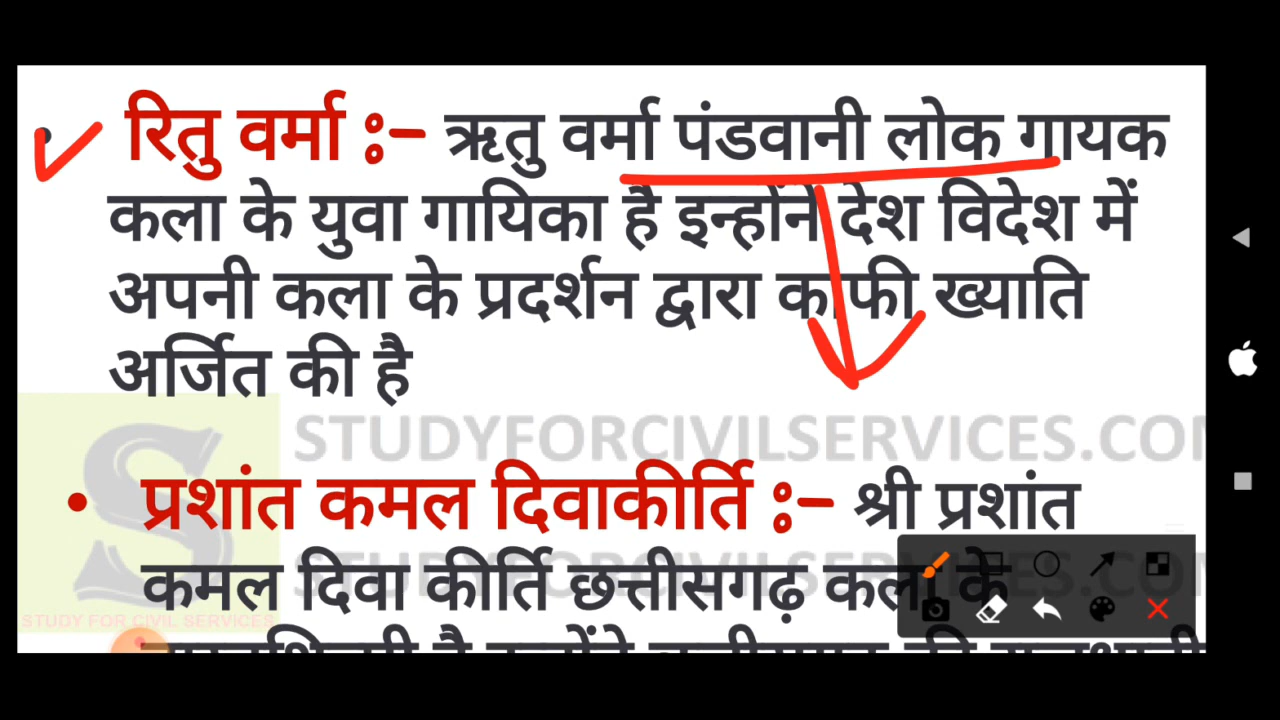 रितु वर्मा :– ऋतु वर्मा पंडवानी लोक गायक
कला के युवा गायिका है इन्होंने देश विदेश में
अपनी कला के प्रदर्शन द्वारा काफी ख्याति
अर्जित की है
STUDYFORCIVILSERVICES.COM
• प्रशांत कमल दिवाकीर्ति :– श्री प्रशांत
कमल दिवा कीर्ति छत्तीसगढ़ कला के
STUDY FOR CIVIL SERVICES